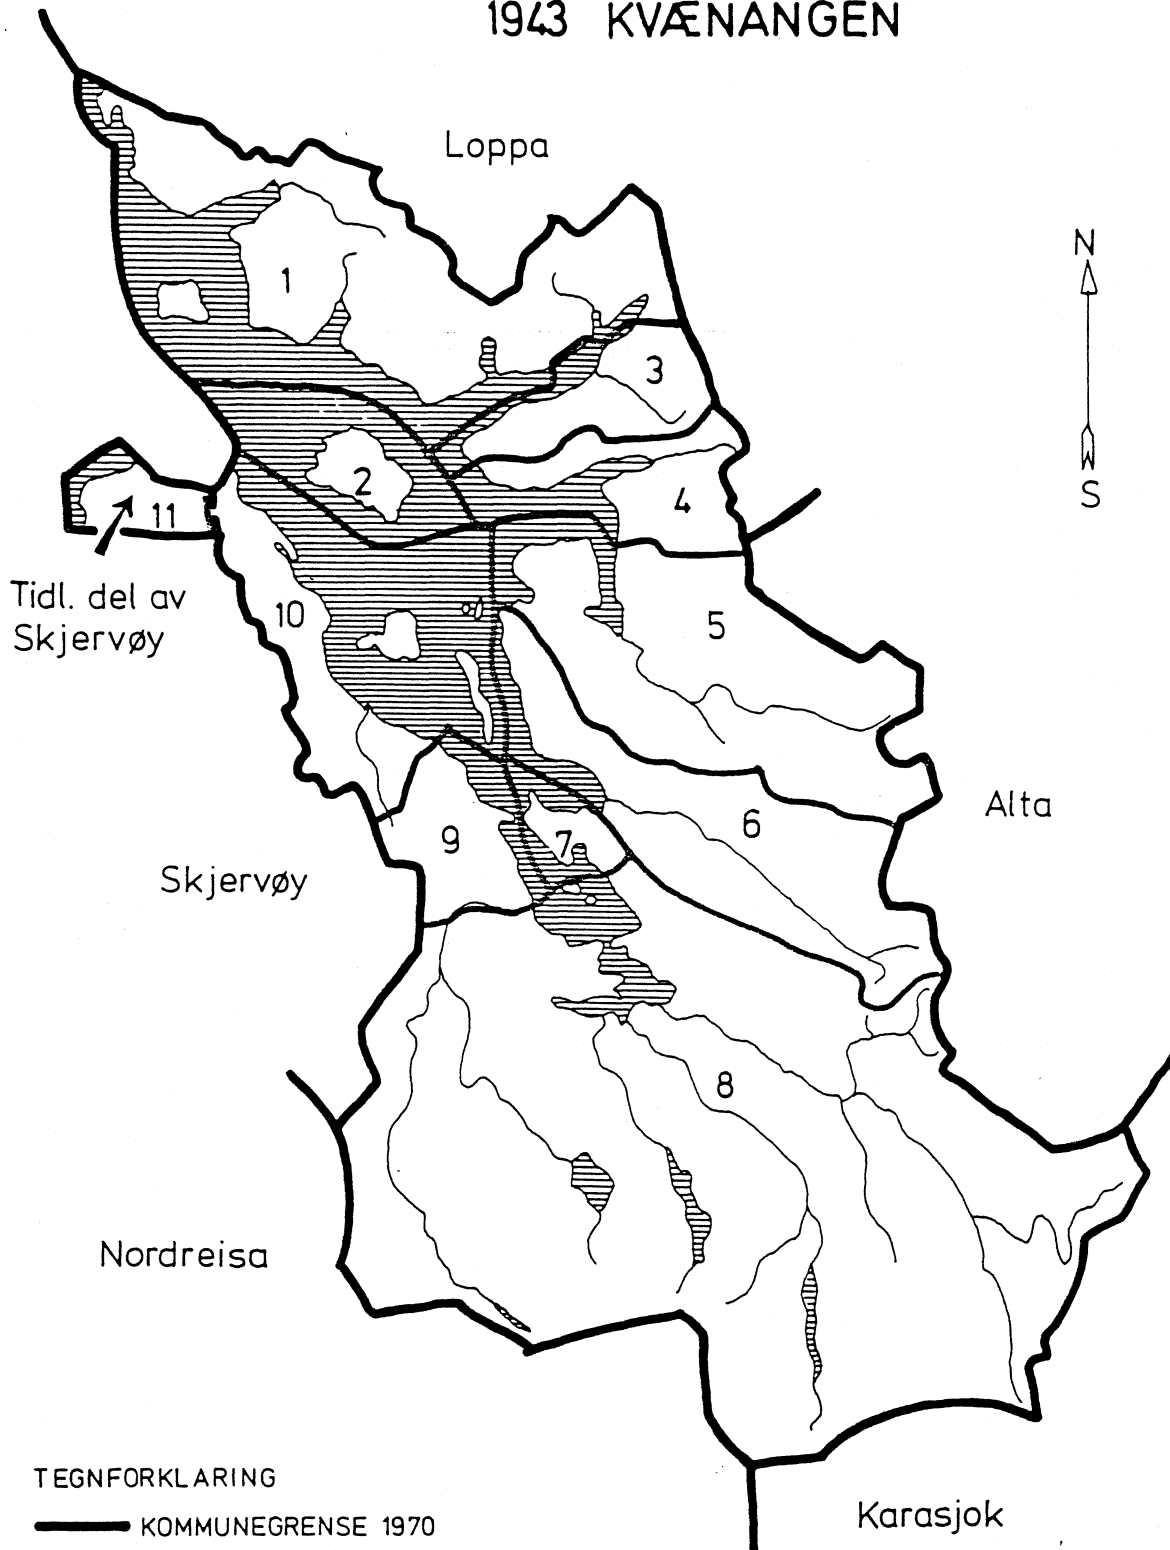 1943 KVÆNANGEN
Loppa
N
S
1
3
2
4
11
Tidl. del av
Skjervøy
10
5
Alta
6
7
9
Skjervøy
8
Nordreisa
TEGNFORKLARING
KOMMUNEGRENSE 1970
Karasjok